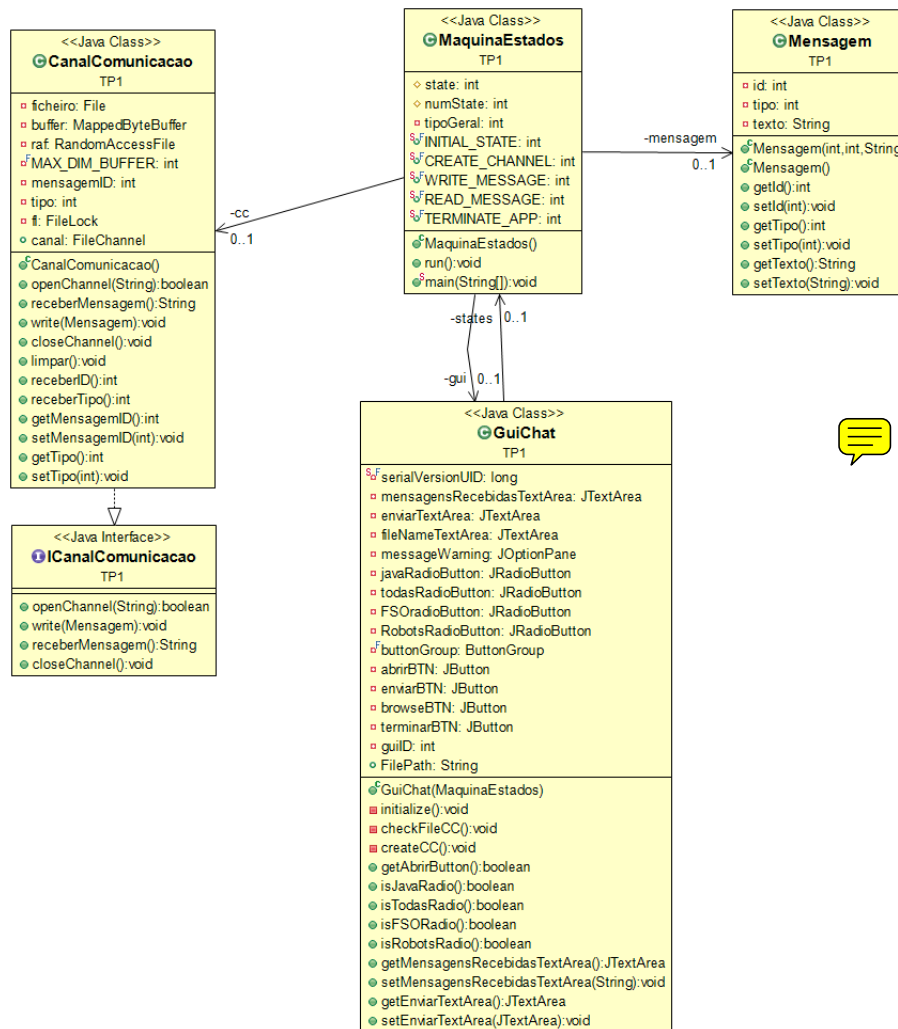 <<Java Class>>
CanalComunicacao
TP1
ficheiro: File
buffer: MappedByteBuffer
raf: RandomAccessFile
MAX_DIM_BUFFER: int
mensagemID: int
tipo: int
fl: FileLock
canal: FileChannel
CanalComunicacao()
openChannel(String):boolean
receberMensagem():String
write(Mensagem):void
closeChannel():void
limpar():void
receberID():int
receberTipo():int
getMensagemID():int
setMensagemID(int):void
getTipo():int
setTipo(int):void
<<Java Interface>>
ICanalComunicacao
TP1
openChannel(String):boolean
write(Mensagem):void
receberMensagem():String
closeChannel():void
<<Java Class>>
MaquinaEstados
TP1
state: int
numState: int
tipoGeral: int
INITIAL_STATE: int
CREATE_CHANNEL: int
WRITE_MESSAGE: int
READ_MESSAGE: int
TERMINATE_APP: int
MaquinaEstados()
run():void
main(String[]):void
-cc
0..1
-mensagem
0..1
<<Java Class>>
Mensagem
TP1
id: int
tipo: int
texto: String
Mensagem(int,int,String
Mensagem()
getId():int
setId(int):void
getTipo():int
setTipo(int):void
getTexto():String
setTexto(String):void
-states 0..1
-gui 0..1
<<Java Class>>
GuiChat
TP1
serialVersionUID: long
mensagensRecebidasTextArea: JTextArea
enviarTextArea: JTextArea
fileNameTextArea: JTextArea
messageWarning: JOptionPane
javaRadioButton: JRadioButton
todasRadioButton: JRadioButton
FSOradioButton: JRadioButton
RobotsRadioButton: JRadioButton
buttonGroup: ButtonGroup
abrirBTN: JButton
enviarBTN: JButton
browseBTN: JButton
terminarBTN: JButton
guiID: int
FilePath: String
GuiChat(MaquinaEstados)
initialize():void
checkFileCC():void
createCC():void
getAbrirButton():boolean
isJavaRadio():boolean
isTodasRadio():boolean
isFSORadio():boolean
isRobotsRadio():boolean
getMensagensRecebidasTextArea():JTextArea
setMensagensRecebidasTextArea(String):void
getEnviarTextArea():JTextArea
setEnviarTextArea(JTextArea):void